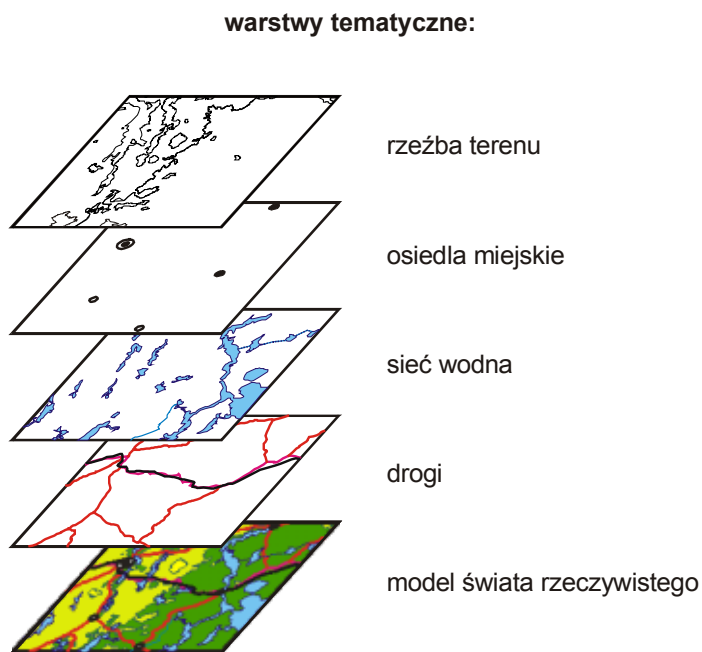 warstwy tematyczne:
rzeźba terenu
osiedla miejskie
sieć wodna
drogi
model świata rzeczywistego